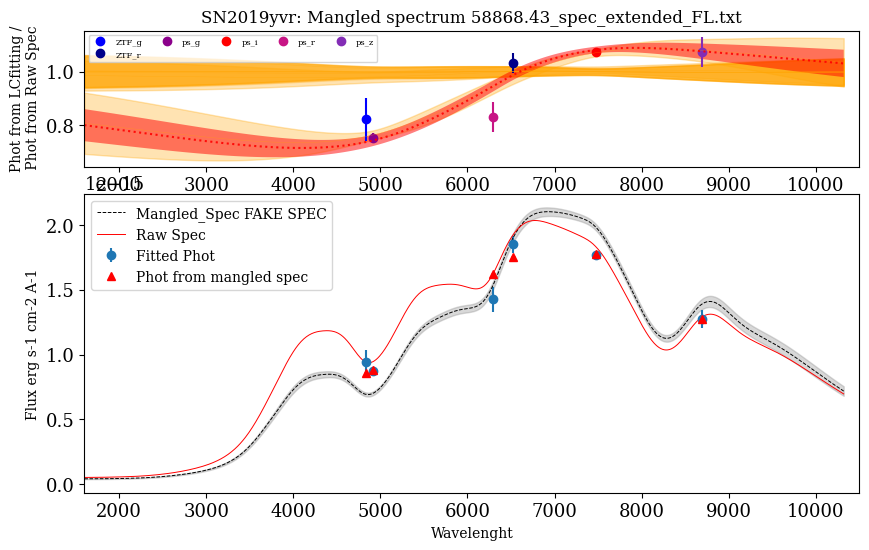 SN2019yvr: Mangled spectrum 58868.43_spec_extended_FL.txt
Phot from LCfitting /
Phot from Raw Spec
ZTF_g ps_g ps_i ps_r ps_z
ZTF_r
1.0
0.8
2000 3000 4000 5000 6000 7000 8000 9000 10000
Flux erg s-1 cm-2 A-1
Mangled_Spec FAKE SPEC
Raw Spec
Fitted Phot
Phot from mangled spec
2.0
1.5
1.0
0.5
0.0
2000 3000 4000 5000 6000 7000 8000 9000 10000
Wavelenght